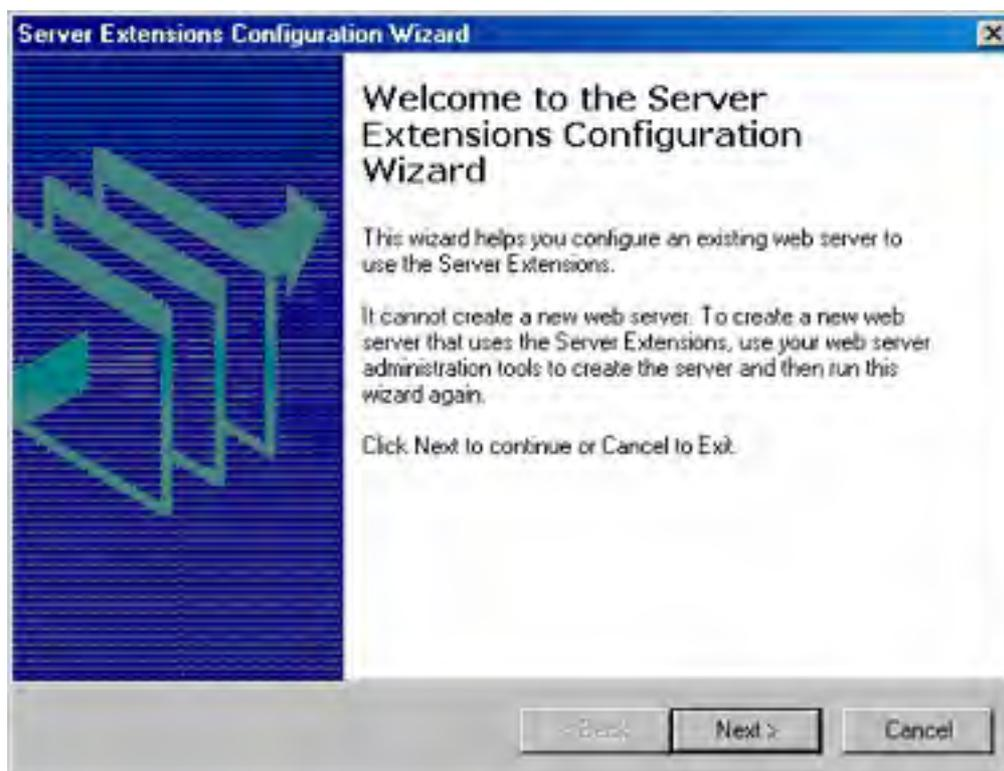 Server Extensions Configuration Wizard
Welcome to the Server
Extensions Configuration
Wizard
This wizard helps you configure an existing web server to
use the Server Extensions.
It cannot create a new web server. To create a new web
server that uses the Server Extensions, use your web server
administration tools to create the server and then run this
wizard again.
Click Next to continue or Cancel to Exit.
< Back
Next >
Cancel